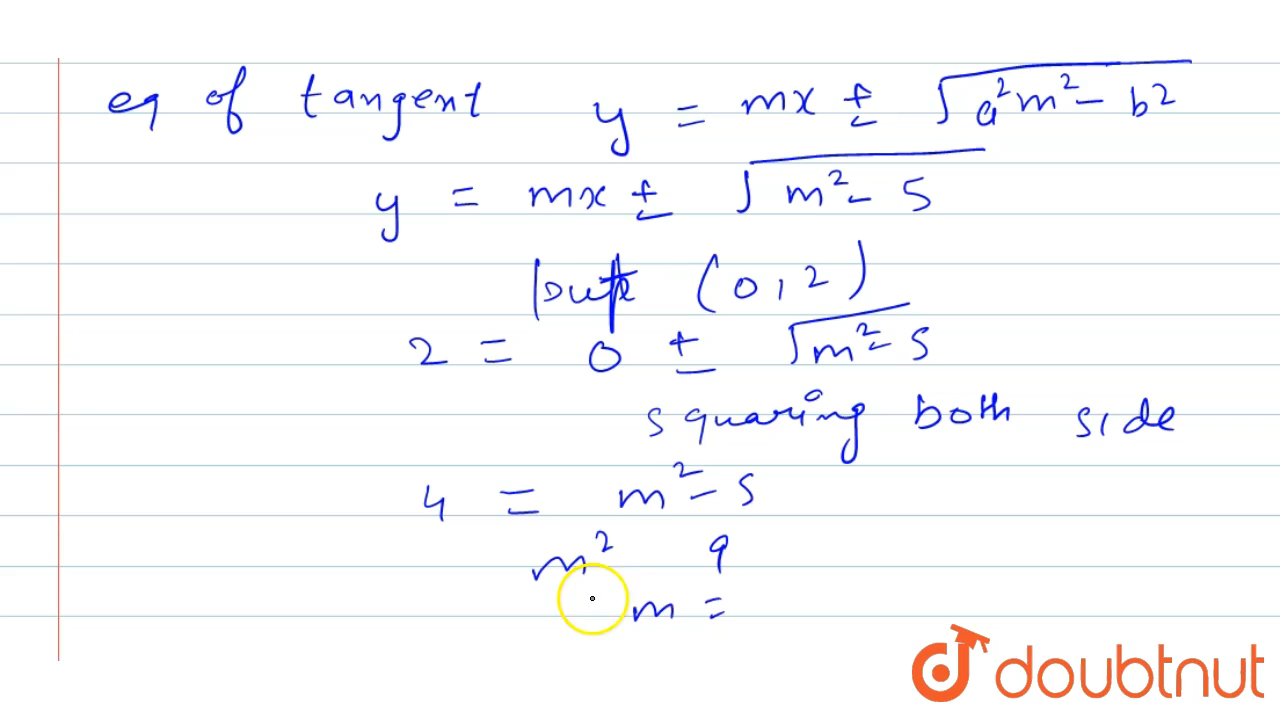 eq of tangent y = mx ± √a²m² - b²
y = mx ± √m² - 5
put (0,2)
2 = 0 ± √m² - 5
squaring both side
4 = m² - 5
m² 9
m =
doubtnut